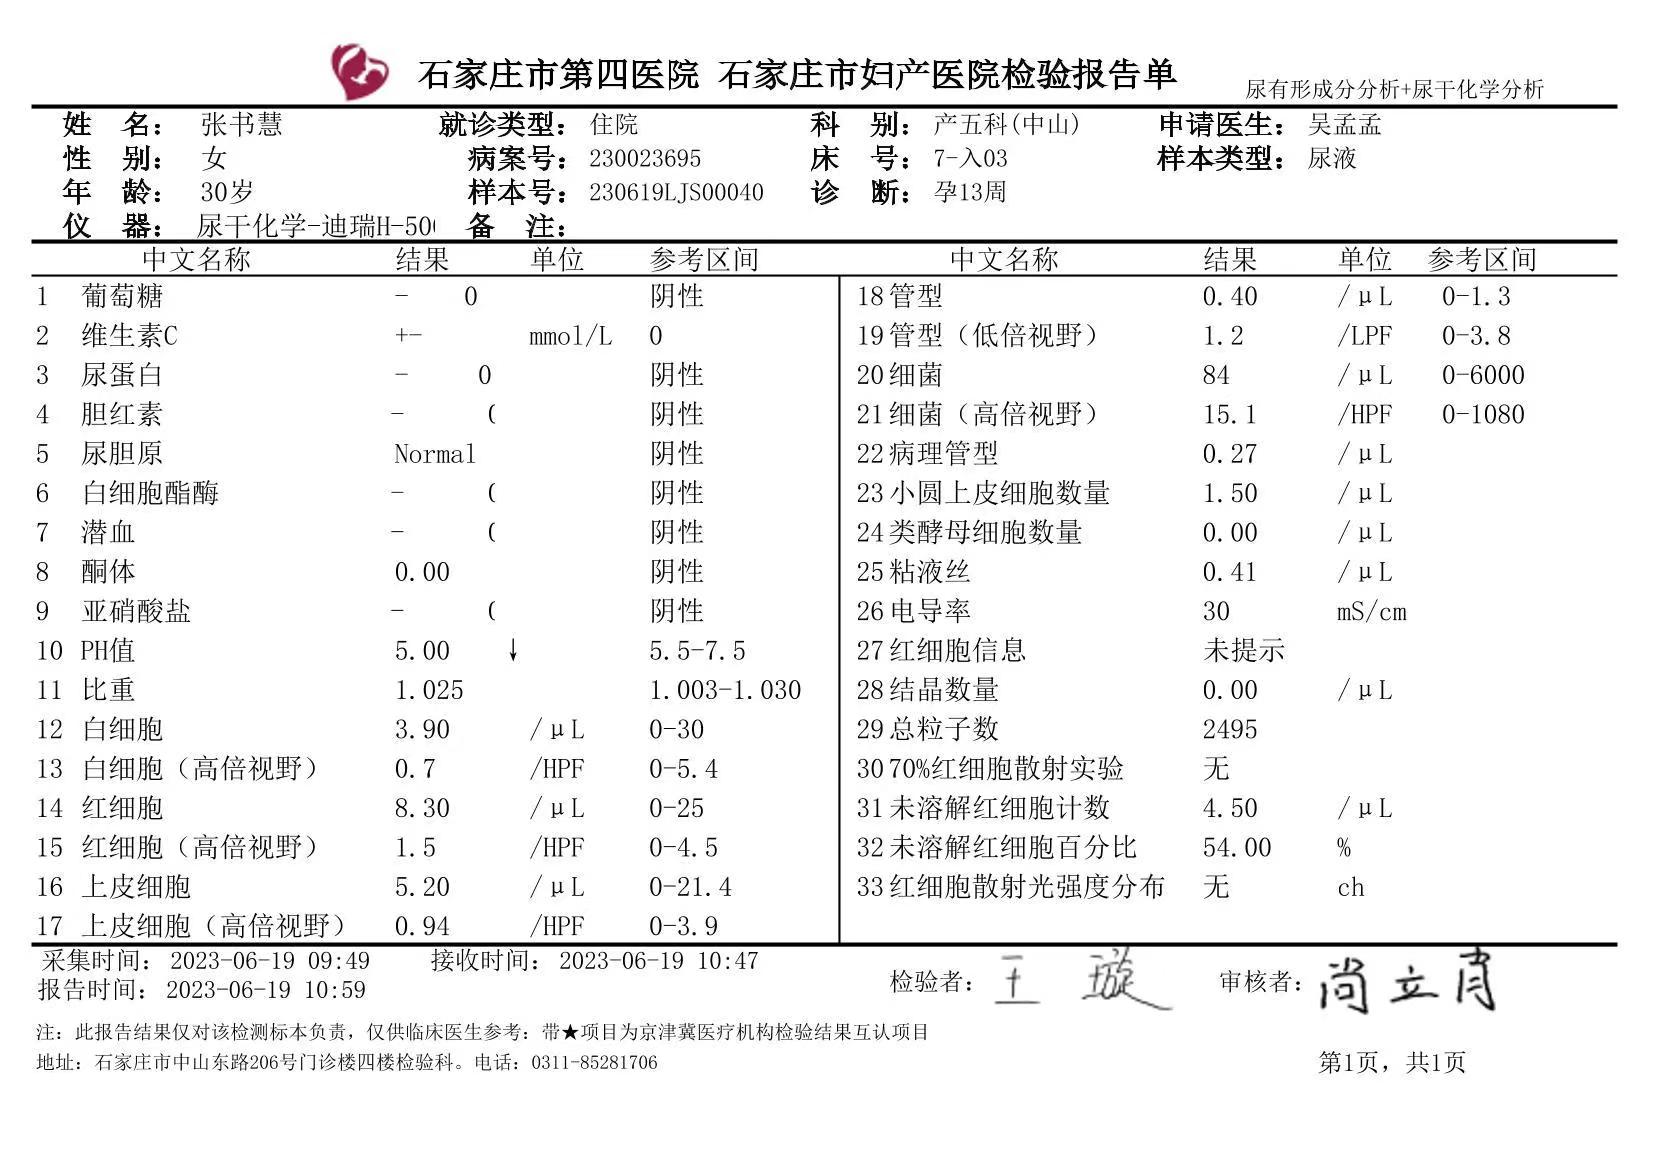 石家庄市第四医院 石家庄市妇产医院检验报告单 尿有形成分分析+尿干化学分析
姓 名： 张书慧 就诊类型： 住院 科 别： 产五科(中山) 申请医生： 吴孟孟
性 别： 女 病案号： 230023695 床 号： 7-入03 样本类型： 尿液
年 龄： 30岁 样本号： 230619LJS00040 诊 断： 孕13周
仪 器： 尿干化学-迪瑞H-50 备 注：
中文名称 结果 单位 参考区间 中文名称 结果 单位 参考区间
1 葡萄糖 - 0 阴性 18 管型 0.40 /μL 0-1.3
2 维生素C +- mmol/L 0 19 管型（低倍视野） 1.2 /LPF 0-3.8
3 尿蛋白 - 0 阴性 20 细菌 84 /μL 0-6000
4 胆红素 - 阴性 21 细菌（高倍视野） 15.1 /HPF 0-1080
5 尿胆原 Normal 阴性 22 病理管型 0.27 /μL
6 白细胞酯酶 - 阴性 23 小圆上皮细胞数量 1.50 /μL
7 潜血 - 阴性 24 类酵母细胞数量 0.00 /μL
8 酮体 0.00 阴性 25 粘液丝 0.41 /μL
9 亚硝酸盐 - 阴性 26 电导率 30 mS/cm
10 PH值 5.00 ↓ 5.5-7.5 27 红细胞信息 未提示
11 比重 1.025 1.003-1.030 28 结晶数量 0.00 /μL
12 白细胞 3.90 /μL 0-30 29 总粒子数 2495
13 白细胞（高倍视野） 0.7 /HPF 0-5.4 30 70%红细胞散射实验 无
14 红细胞 8.30 /μL 0-25 31 未溶解红细胞计数 4.50 /μL
15 红细胞（高倍视野） 1.5 /HPF 0-4.5 32 未溶解红细胞百分比 54.00 %
16 上皮细胞 5.20 /μL 0-21.4 33 红细胞散射光强度分布 无 ch
17 上皮细胞（高倍视野） 0.94 /HPF 0-3.9
采集时间： 2023-06-19 09:49 接收时间： 2023-06-19 10:47 检验者： 王璇 审核者： 尚立肖
报告时间： 2023-06-19 10:59
注：此报告结果仅对该检测标本负责，仅供临床医生参考：带★项目为京津冀医疗机构检验结果互认项目
地址：石家庄市中山东路206号门诊楼四楼检验科。电话：0311-85281706 第1页，共1页